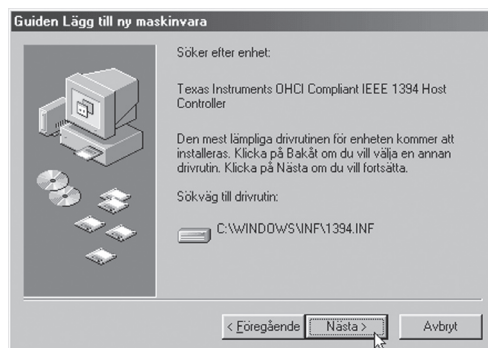 Guiden Lägg till ny maskinvara
Söker efter enhet:
Texas Instruments OHCI Compliant IEEE 1394 Host
Controller
Den mest lämpliga drivrutinen för enheten kommer att
installeras. Klicka på Bakåt om du vill välja en annan
drivrutin. Klicka på Nästa om du vill fortsätta.
Sökväg till drivrutin:
C:\WINDOWS\INF\1394.INF
< Föregående Nästa > Avbryt